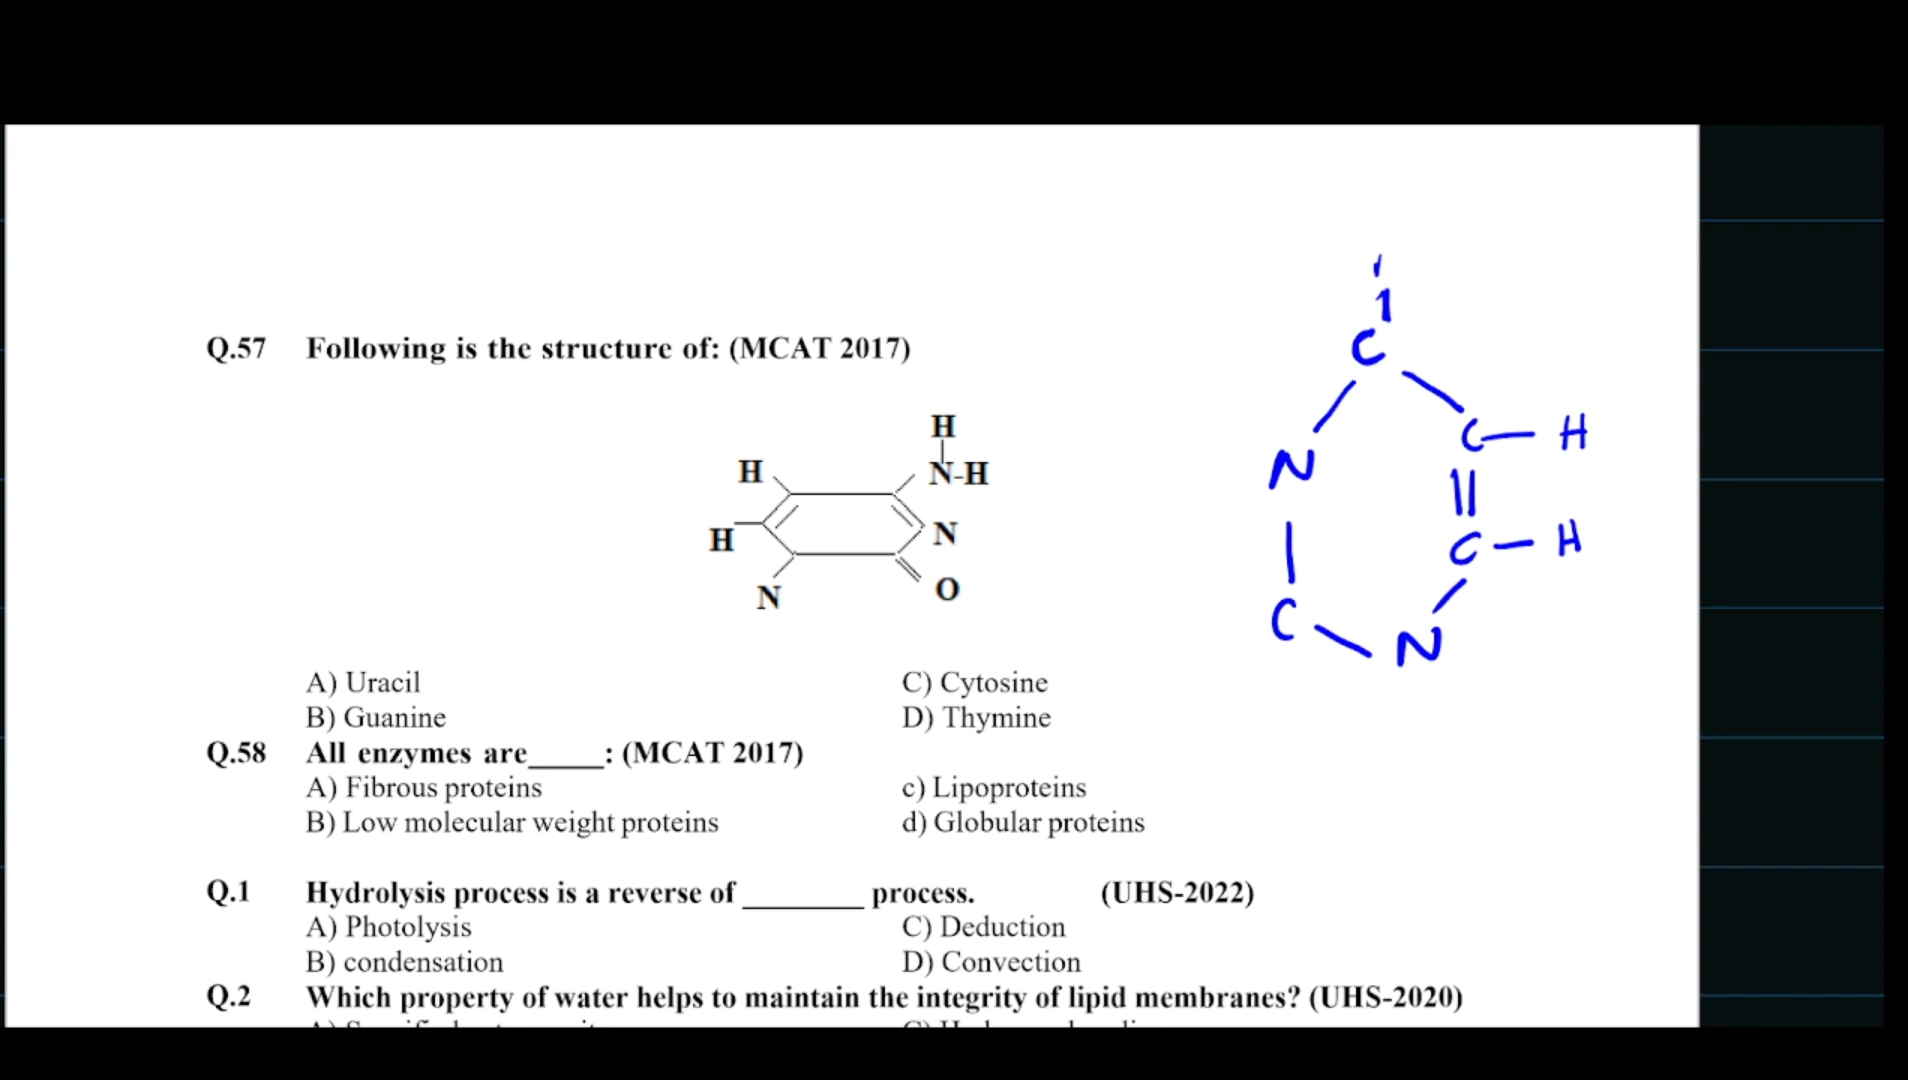 Q.57 Following is the structure of: (MCAT 2017)
H
H N-H
H N
N O
A) Uracil C) Cytosine
B) Guanine D) Thymine
Q.58 All enzymes are_____: (MCAT 2017)
A) Fibrous proteins c) Lipoproteins
B) Low molecular weight proteins d) Globular proteins
Q.1 Hydrolysis process is a reverse of ________ process. (UHS-2022)
A) Photolysis C) Deduction
B) condensation D) Convection
Q.2 Which property of water helps to maintain the integrity of lipid membranes? (UHS-2020)
C
C H
N
C H
C
N